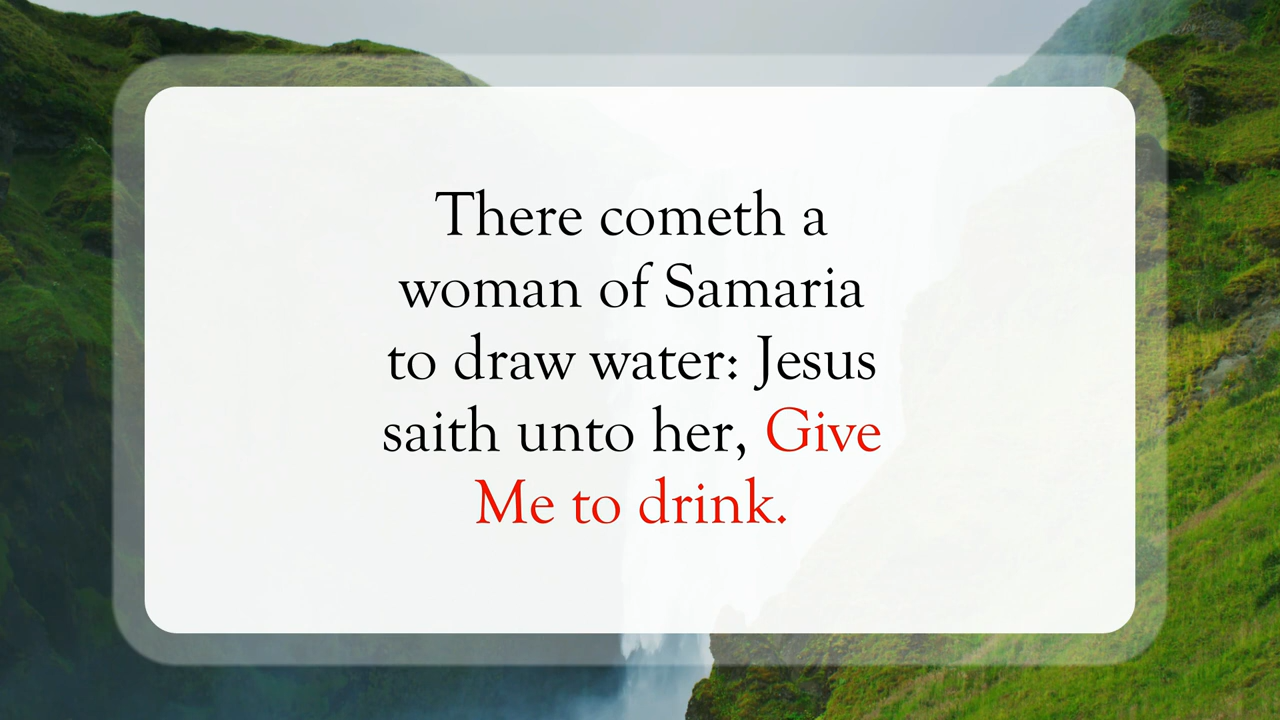 There cometh a
woman of Samaria
to draw water: Jesus
saith unto her, Give
Me to drink.